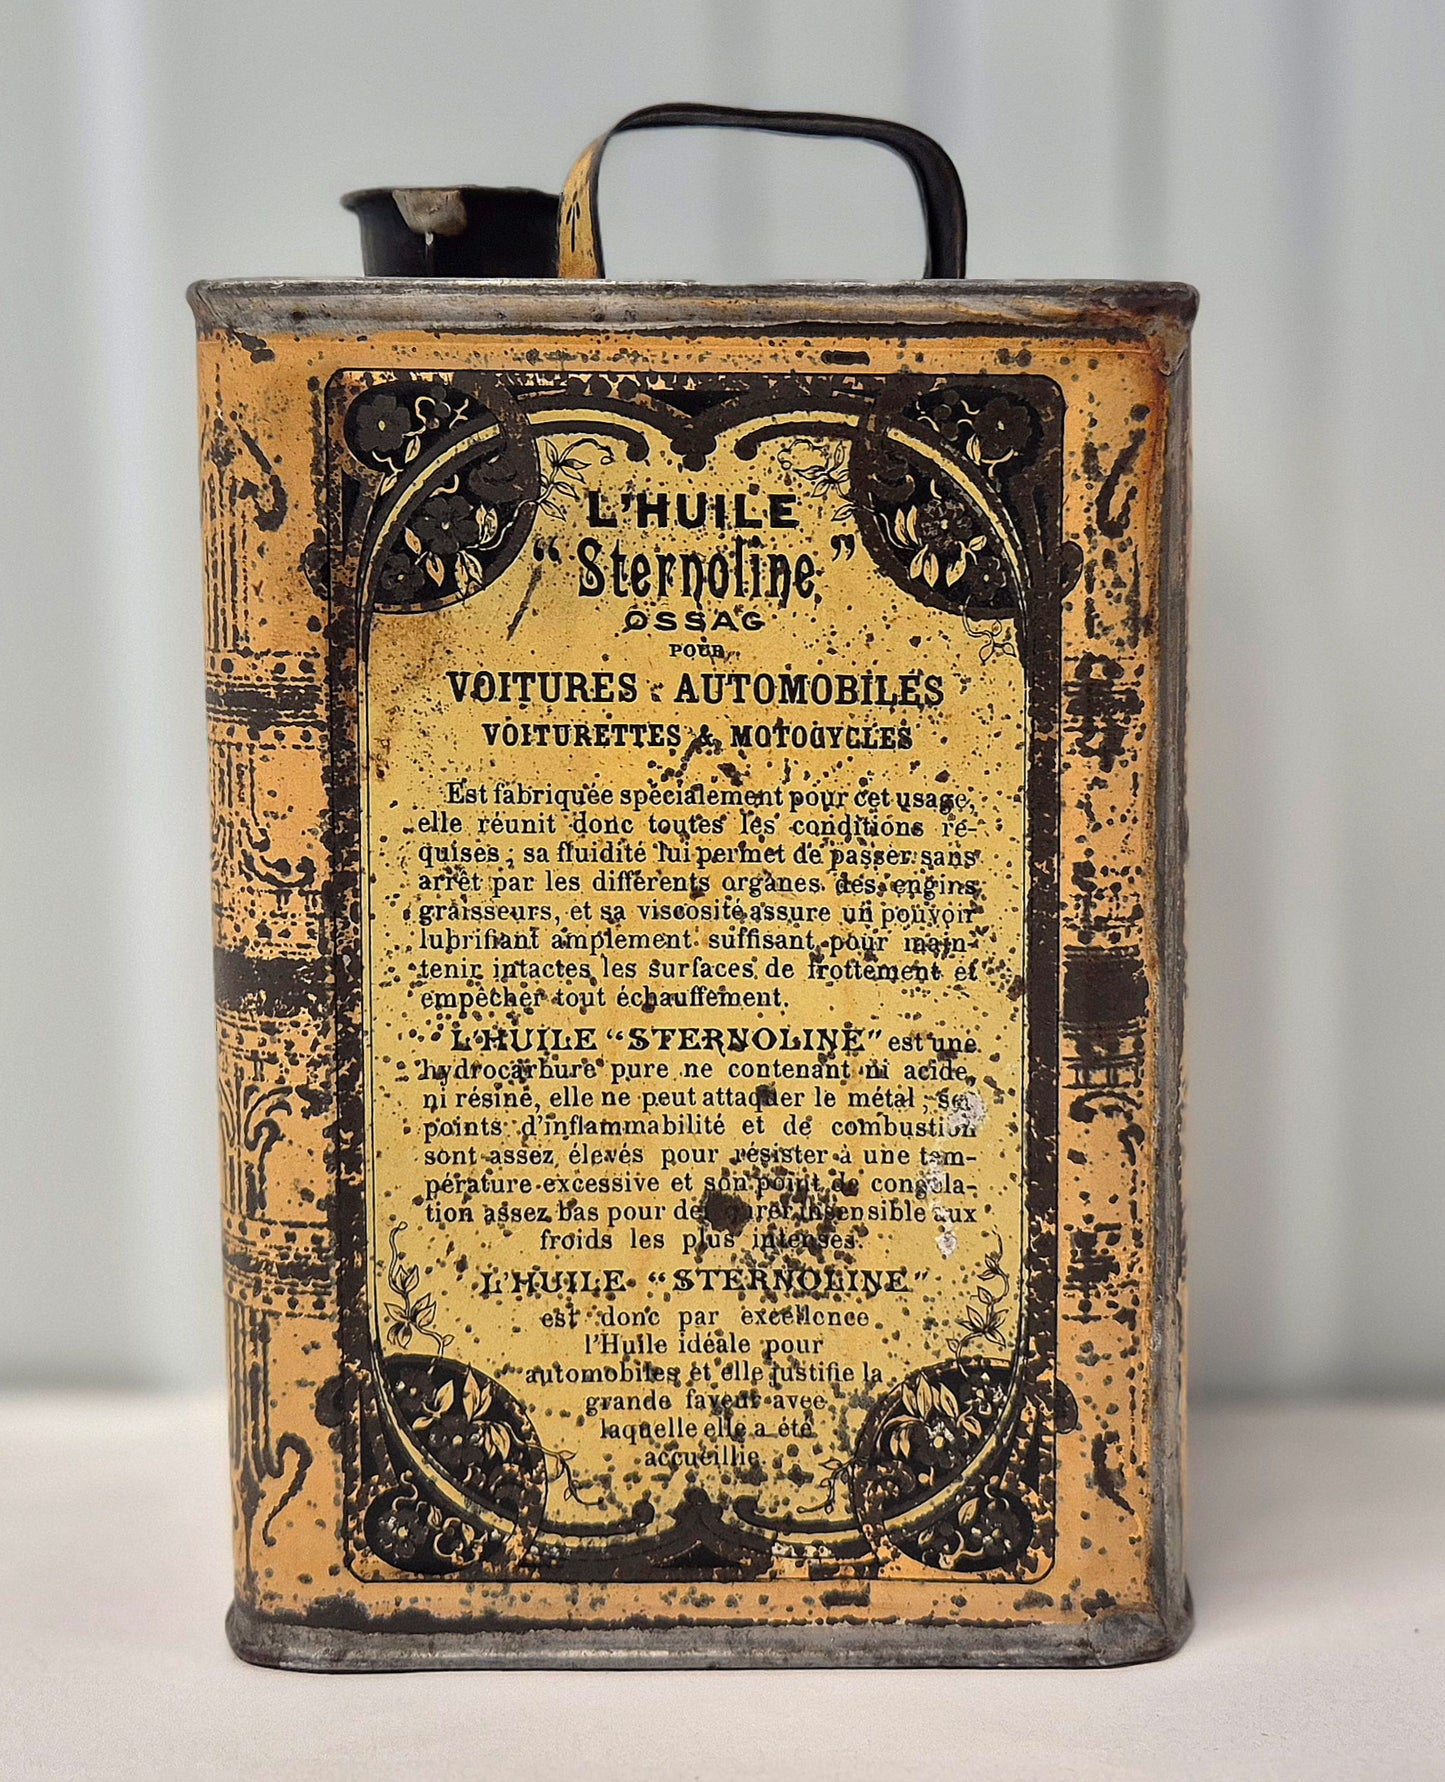 L'HUILE
“Sternoline”
OSSAG
POUR
VOITURES AUTOMOBILES
VOITURETTES & MOTOCYCLES
Est fabriquée spécialement pour cet usage,
elle réunit donc toutes les conditions re-
quises ; sa fluidité lui permet de passer sans
arrêt par les différents organes des engins
graisseurs, et sa viscosité assure un pouvoir
lubrifiant amplement suffisant pour main-
tenir intactes les surfaces de frottement et
empêcher tout échauffement.
L'HUILE “STERNOLINE” est une
hydrocarbure pure ne contenant ni acide,
ni résine, elle ne peut attaquer le métal ; ses
points d'inflammabilité et de combustion
sont assez élevés pour résister à une tem-
pérature excessive et son point de congela-
tion assez bas pour demeurer insensible aux
froids les plus intenses.
L'HUILE “STERNOLINE”
est donc par excellence
l'Huile idéale pour
automobiles et elle justifie la
grande faveur avec
laquelle elle a été
accueillie.